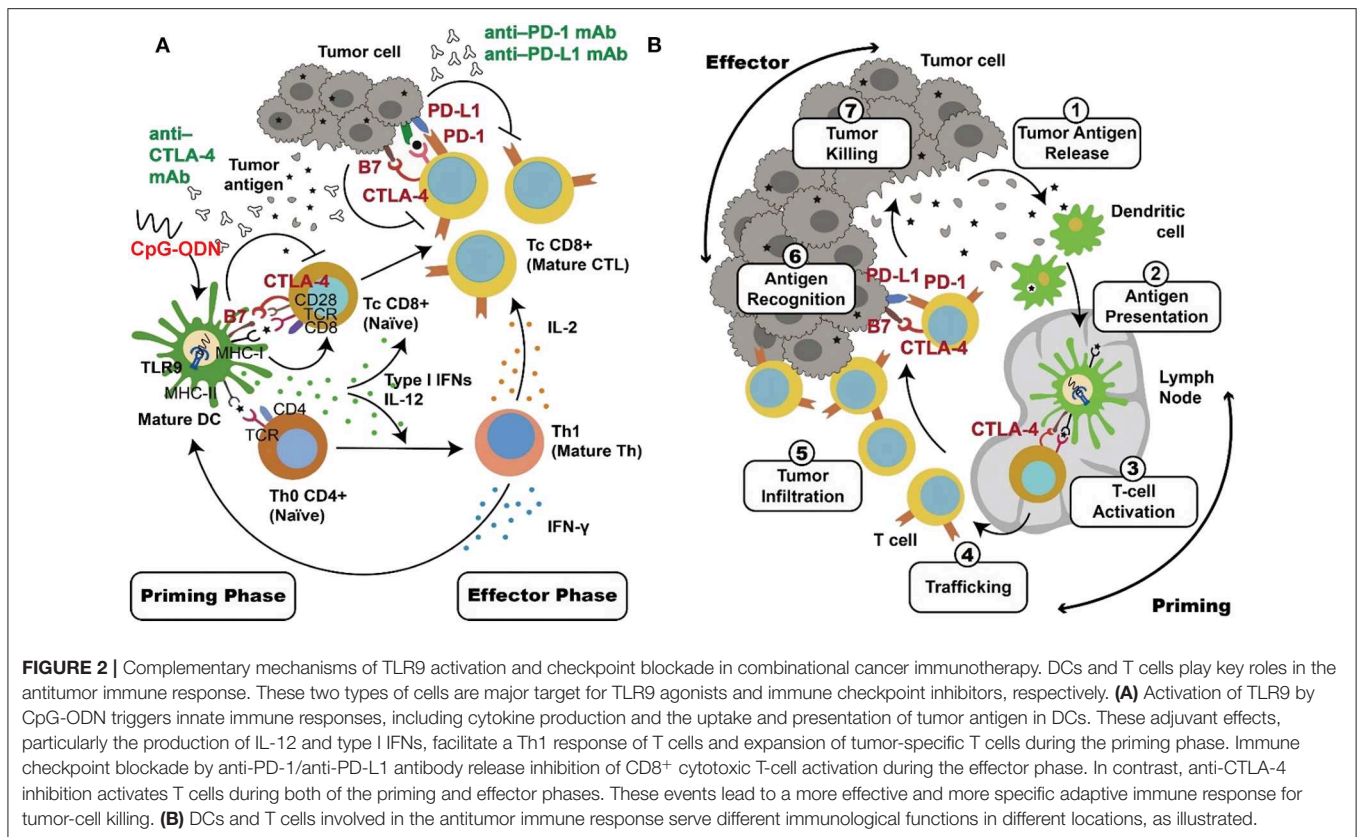 A
Tumor cell
anti–PD-1 mAb
anti–PD-L1 mAb
PD-L1
PD-1
B7
CTLA-4
anti–
CTLA-4
mAb
Tumor
antigen
CpG-ODN
CTLA-4
CD28
TCR
CD8
B7
MHC-I
TLR9
MHC-II
Mature DC
Tc CD8+
(Naïve)
Tc CD8+
(Mature CTL)
Type I IFNs
IL-12
IL-2
CD4
TCR
Th0 CD4+
(Naïve)
Th1
(Mature Th)
IFN-γ
Priming Phase
Effector Phase
B
Effector
Tumor cell
7
Tumor
Killing
1
Tumor Antigen
Release
Dendritic
cell
6
Antigen
Recognition
PD-L1
PD-1
B7
CTLA-4
2
Antigen
Presentation
Lymph
Node
CTLA-4
3
T-cell
Activation
5
Tumor
Infiltration
T cell
4
Trafficking
Priming
FIGURE 2 | Complementary mechanisms of TLR9 activation and checkpoint blockade in combinational cancer immunotherapy. DCs and T cells play key roles in the
antitumor immune response. These two types of cells are major target for TLR9 agonists and immune checkpoint inhibitors, respectively. (A) Activation of TLR9 by
CpG-ODN triggers innate immune responses, including cytokine production and the uptake and presentation of tumor antigen in DCs. These adjuvant effects,
particularly the production of IL-12 and type I IFNs, facilitate a Th1 response of T cells and expansion of tumor-specific T cells during the priming phase. Immune
checkpoint blockade by anti-PD-1/anti-PD-L1 antibody release inhibition of CD8+ cytotoxic T-cell activation during the effector phase. In contrast, anti-CTLA-4
inhibition activates T cells during both of the priming and effector phases. These events lead to a more effective and more specific adaptive immune response for
tumor-cell killing. (B) DCs and T cells involved in the antitumor immune response serve different immunological functions in different locations, as illustrated.